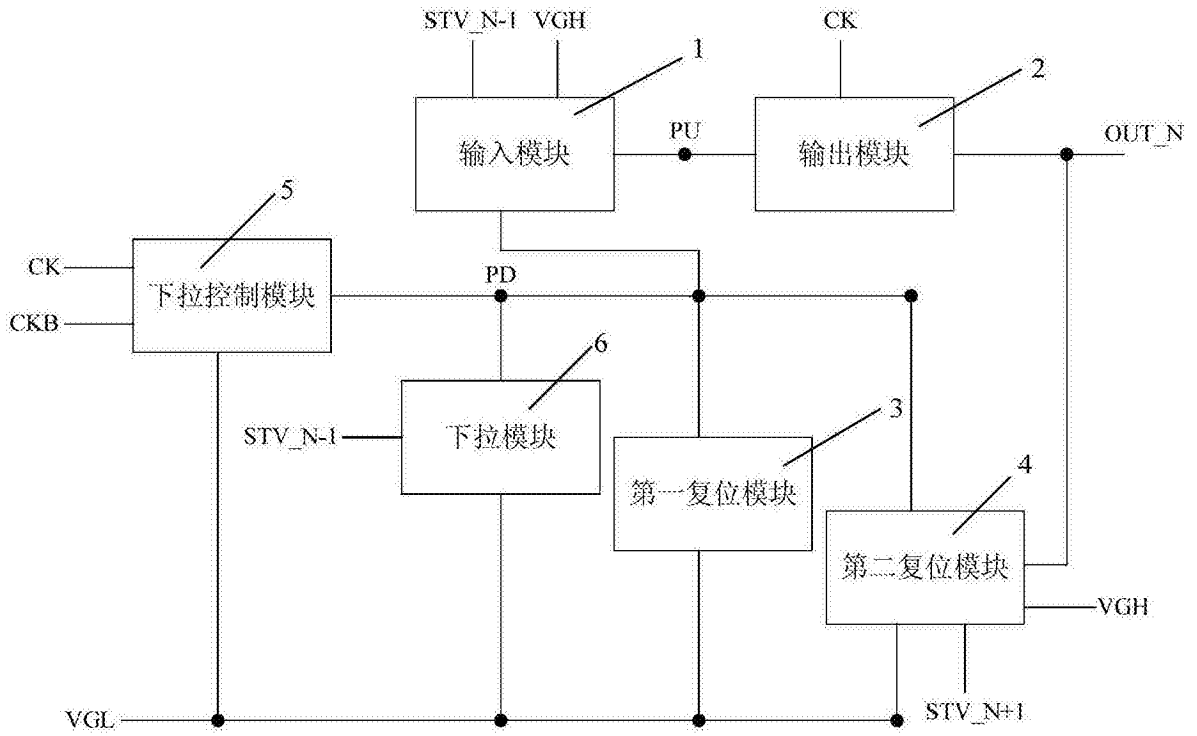 STV_N-1 VGH CK
1
2
输入模块
PU
输出模块
OUT_N
5
CK
下拉控制模块
PD
CKB
6
STV_N-1
下拉模块
3
第一复位模块
4
第二复位模块
VGH
VGL
STV_N+1